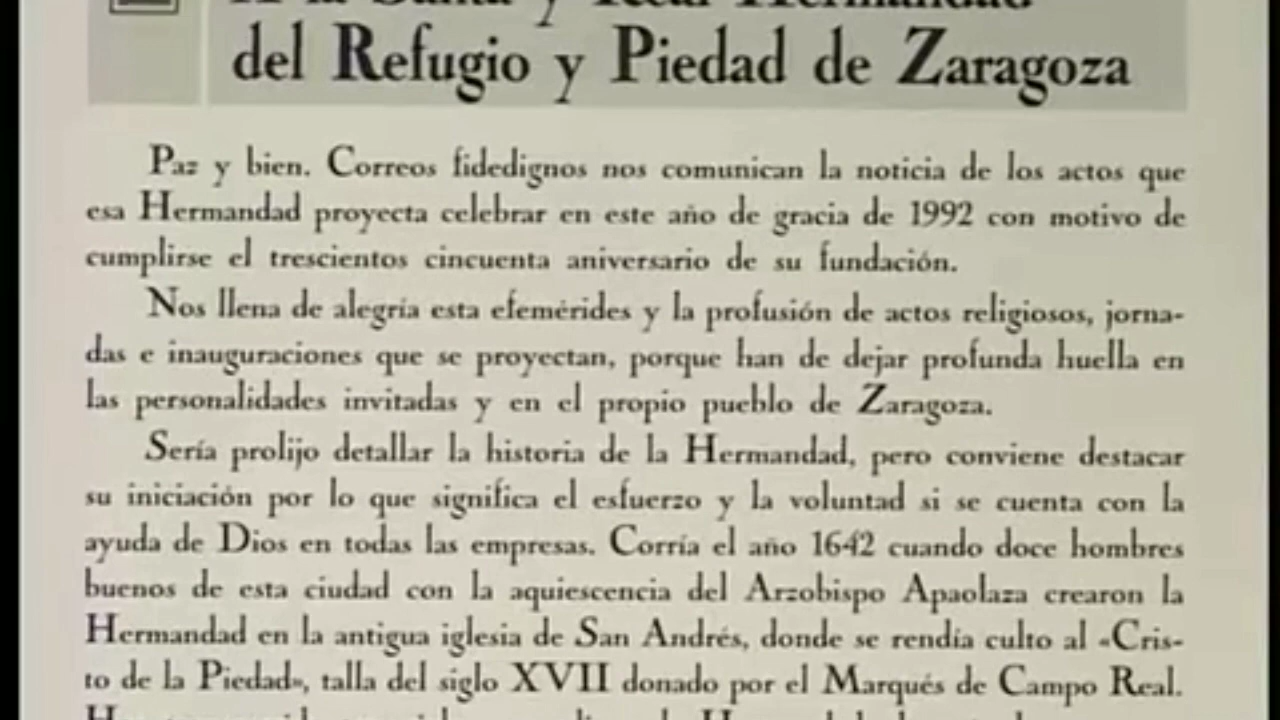 A la Santa y Real Hermandad
del Refugio y Piedad de Zaragoza
Paz y bien. Correos fidedignos nos comunican la noticia de los actos que
esa Hermandad proyecta celebrar en este año de gracia de 1992 con motivo de
cumplirse el trescientos cincuenta aniversario de su fundación.
Nos llena de alegría esta efemérides y la profusión de actos religiosos, jorna-
das e inauguraciones que se proyectan, porque han de dejar profunda huella en
las personalidades invitadas y en el propio pueblo de Zaragoza.
Sería prolijo detallar la historia de la Hermandad, pero conviene destacar
su iniciación por lo que significa el esfuerzo y la voluntad si se cuenta con la
ayuda de Dios en todas las empresas. Corría el año 1642 cuando doce hombres
buenos de esta ciudad con la aquiescencia del Arzobispo Apaolaza crearon la
Hermandad en la antigua iglesia de San Andrés, donde se rendía culto al «Cris-
to de la Piedad», talla del siglo XVII donado por el Marqués de Campo Real.